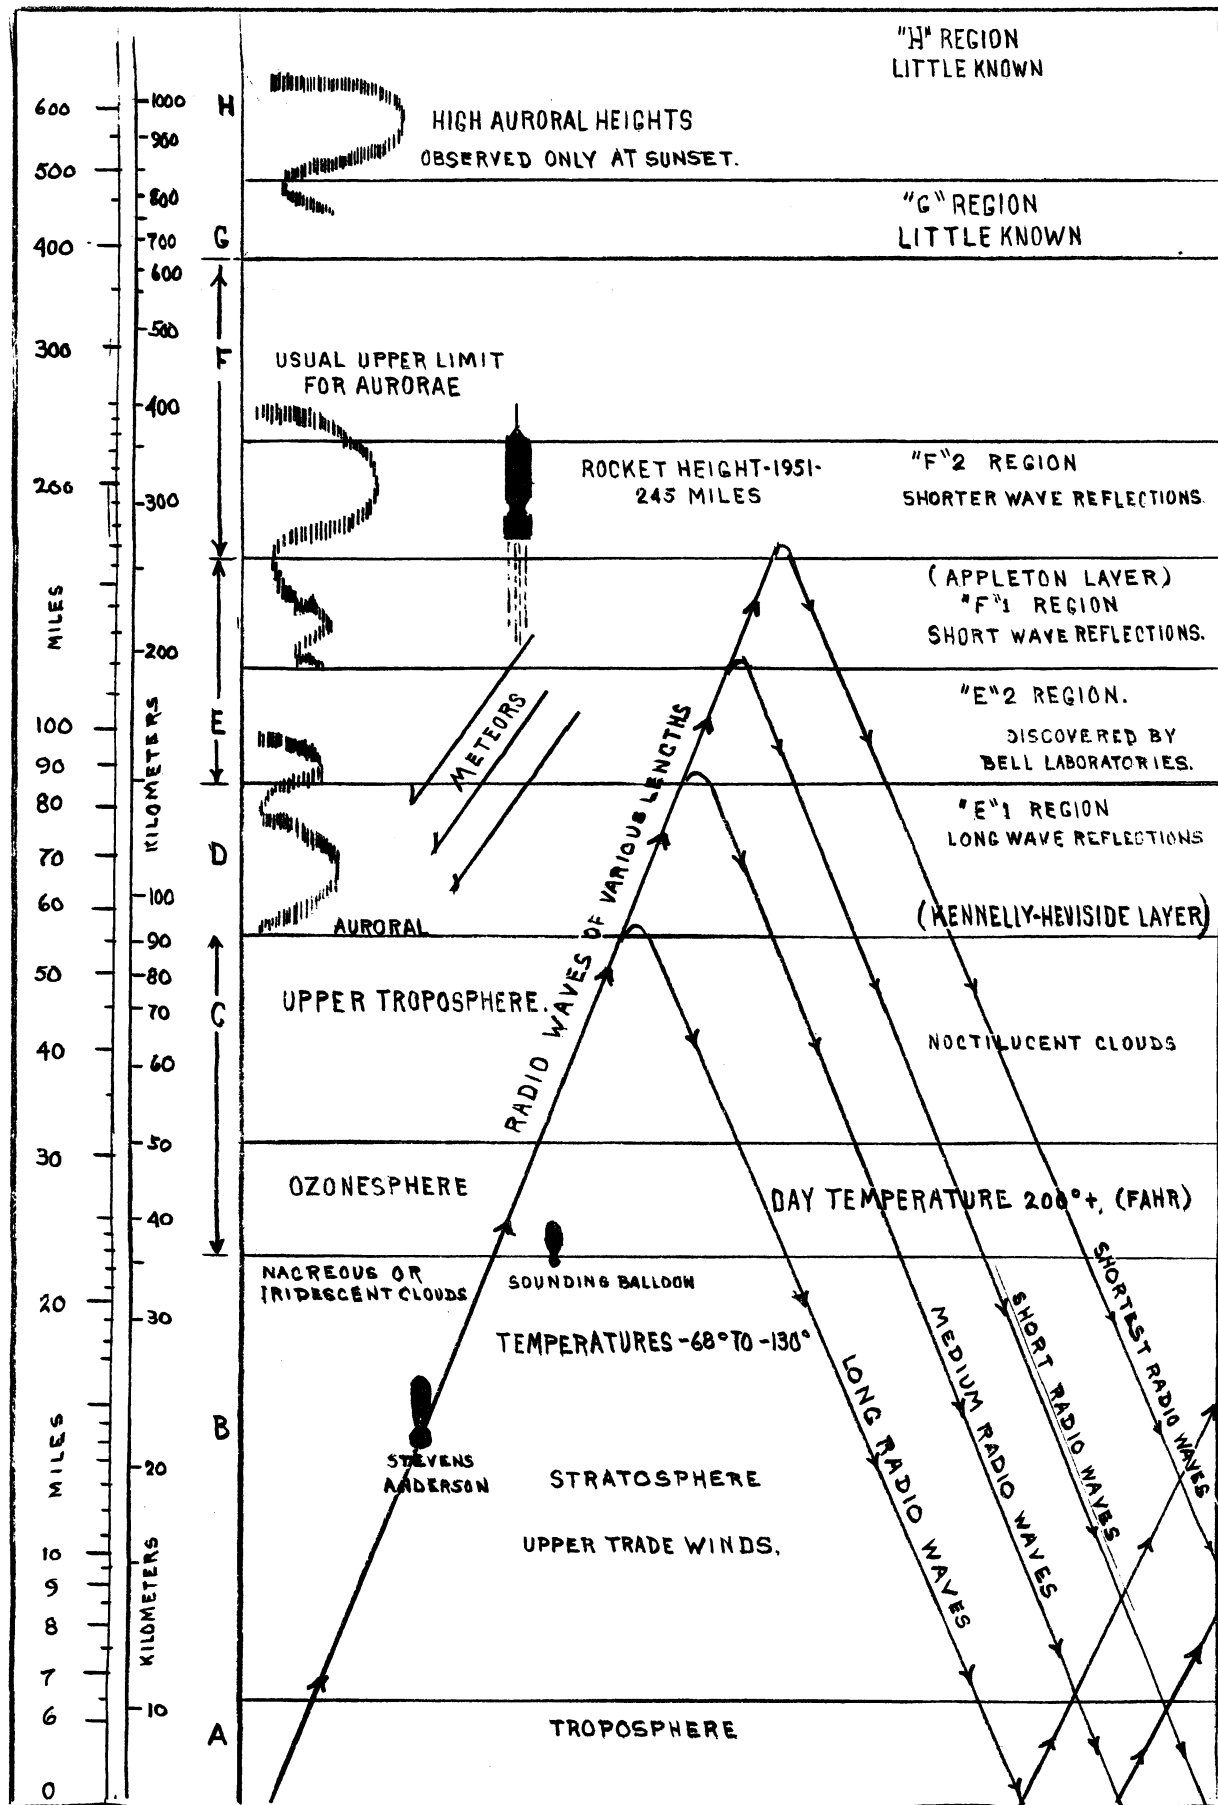 "H" REGION
LITTLE KNOWN
HIGH AURORAL HEIGHTS
OBSERVED ONLY AT SUNSET.
"G" REGION
LITTLE KNOWN
USUAL UPPER LIMIT
FOR AURORAE
ROCKET HEIGHT-1951-
245 MILES
"F"2 REGION
SHORTER WAVE REFLECTIONS.
(APPLETON LAYER)
"F"1 REGION
SHORT WAVE REFLECTIONS.
METEORS
"E"2 REGION.
DISCOVERED BY
BELL LABORATORIES.
"E"1 REGION
LONG WAVE REFLECTIONS
(KENNELLY-HEVISIDE LAYER)
AURORAL
RADIO WAVES OF VARIOUS LENGTHS
UPPER TROPOSPHERE.
NOCTILUCENT CLOUDS
OZONESPHERE
DAY TEMPERATURE 200°+, (FAHR)
NACREOUS OR
IRIDESCENT CLOUDS
SOUNDING BALLOON
TEMPERATURES -68° TO -130°
STEVENS
ANDERSON
STRATOSPHERE
UPPER TRADE WINDS.
LONG RADIO WAVES
MEDIUM RADIO WAVES
SHORT RADIO WAVES
SHORTEST RADIO WAVES
TROPOSPHERE
H
G
F
E
D
C
B
A
600
500
400
300
200
MILES
100
90
80
70
60
50
40
30
20
MILES
10
9
8
7
6
0
1000
900
800
700
600
500
400
300
200
KILOMETERS
100
90
80
70
60
50
40
30
20
KILOMETERS
10